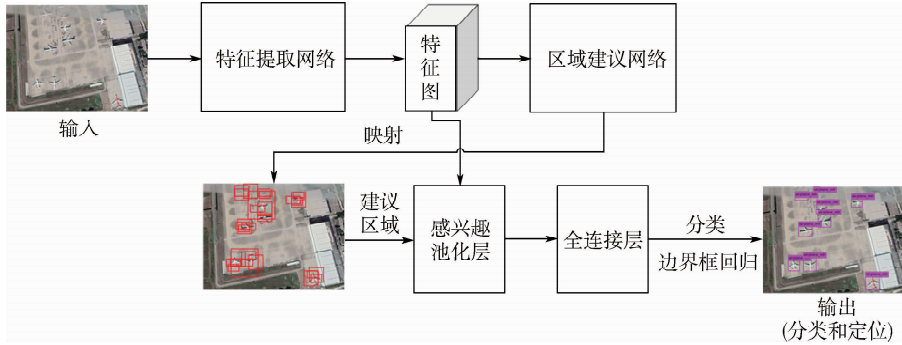 输入
特征提取网络
特
征
图
区域建议网络
映射
建议
区域
感兴趣
池化层
全连接层
分类
边界框回归
输出
(分类和定位)